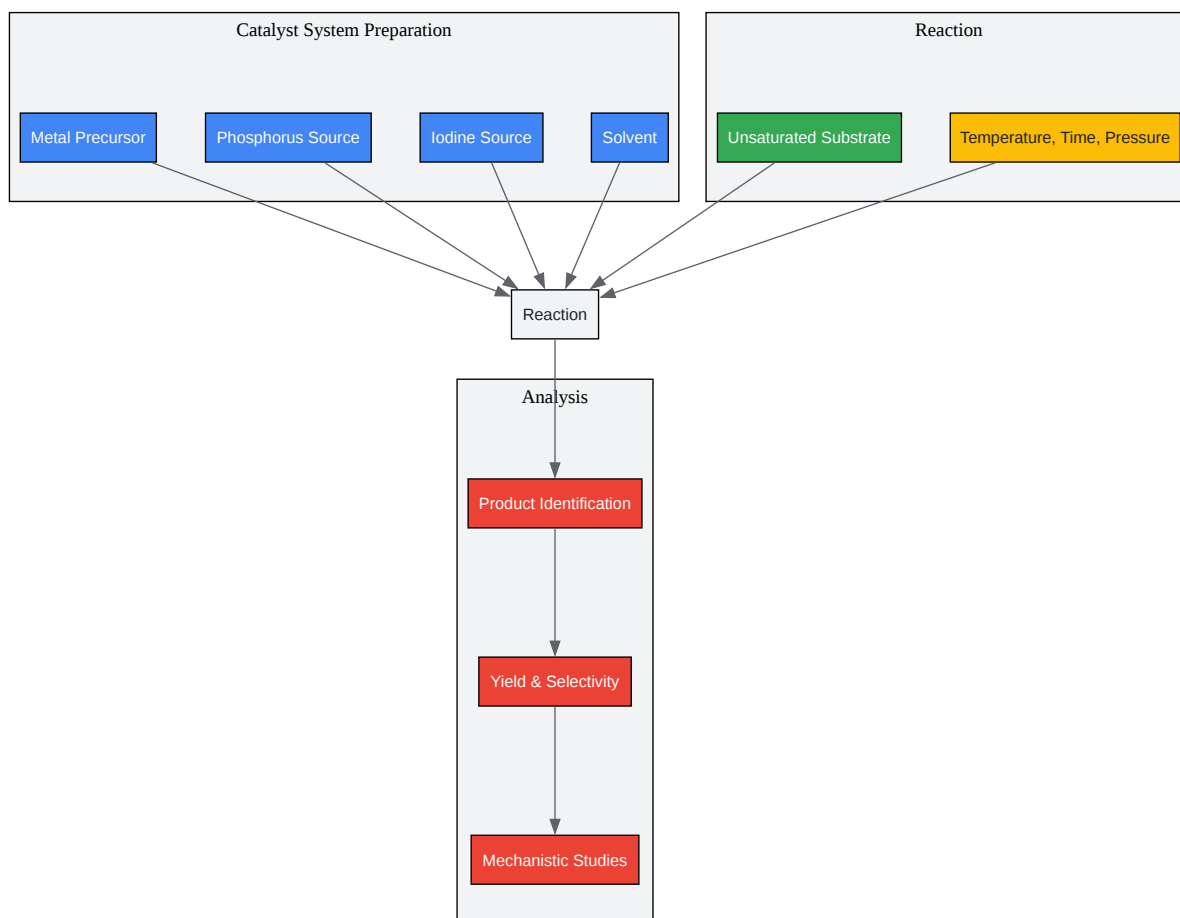 Catalyst System Preparation
Reaction
Metal Precursor
Phosphorus Source
Iodine Source
Solvent
Unsaturated Substrate
Temperature, Time, Pressure
Reaction
Analysis
Product Identification
Yield & Selectivity
Mechanistic Studies